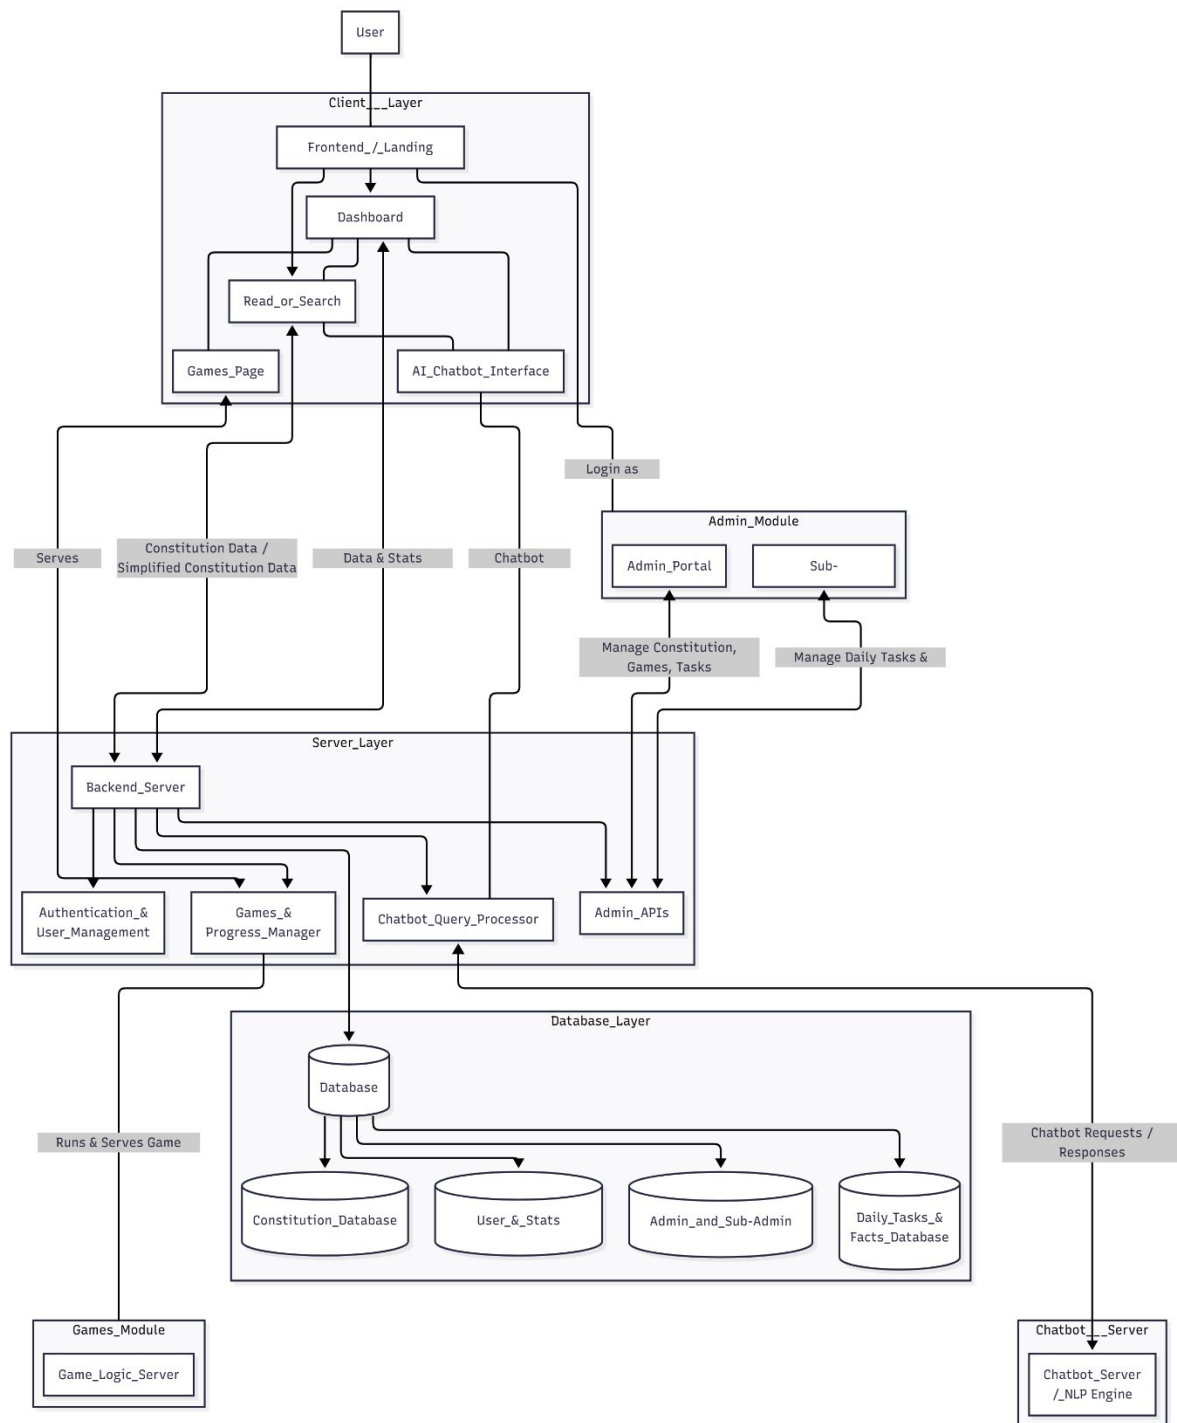 User
Client___Layer
Frontend_/_Landing
Dashboard
Read_or_Search
Games_Page
AI_Chatbot_Interface
Login as
Admin_Module
Admin_Portal
Sub-
Serves
Constitution Data /
Simplified Constitution Data
Data & Stats
Chatbot
Manage Constitution,
Games, Tasks
Manage Daily Tasks &
Server_Layer
Backend_Server
Authentication_&
User_Management
Games_&
Progress_Manager
Chatbot_Query_Processor
Admin_APIs
Database_Layer
Database
Constitution_Database
User_&_Stats
Admin_and_Sub-Admin
Daily_Tasks_&
Facts_Database
Runs & Serves Game
Chatbot Requests /
Responses
Games_Module
Game_Logic_Server
Chatbot___Server
Chatbot_Server
/_NLP Engine